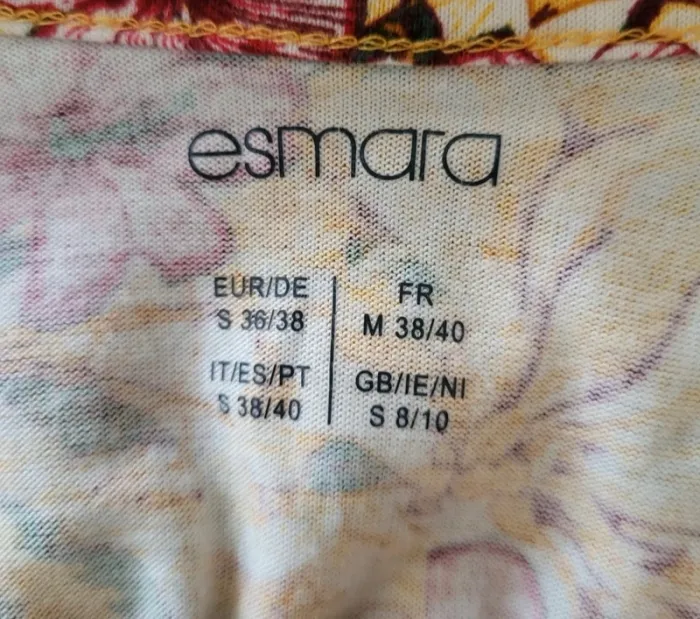 esmara
EUR/DE
S 36/38
FR
M 38/40
IT/ES/PT
S 38/40
GB/IE/NI
S 8/10